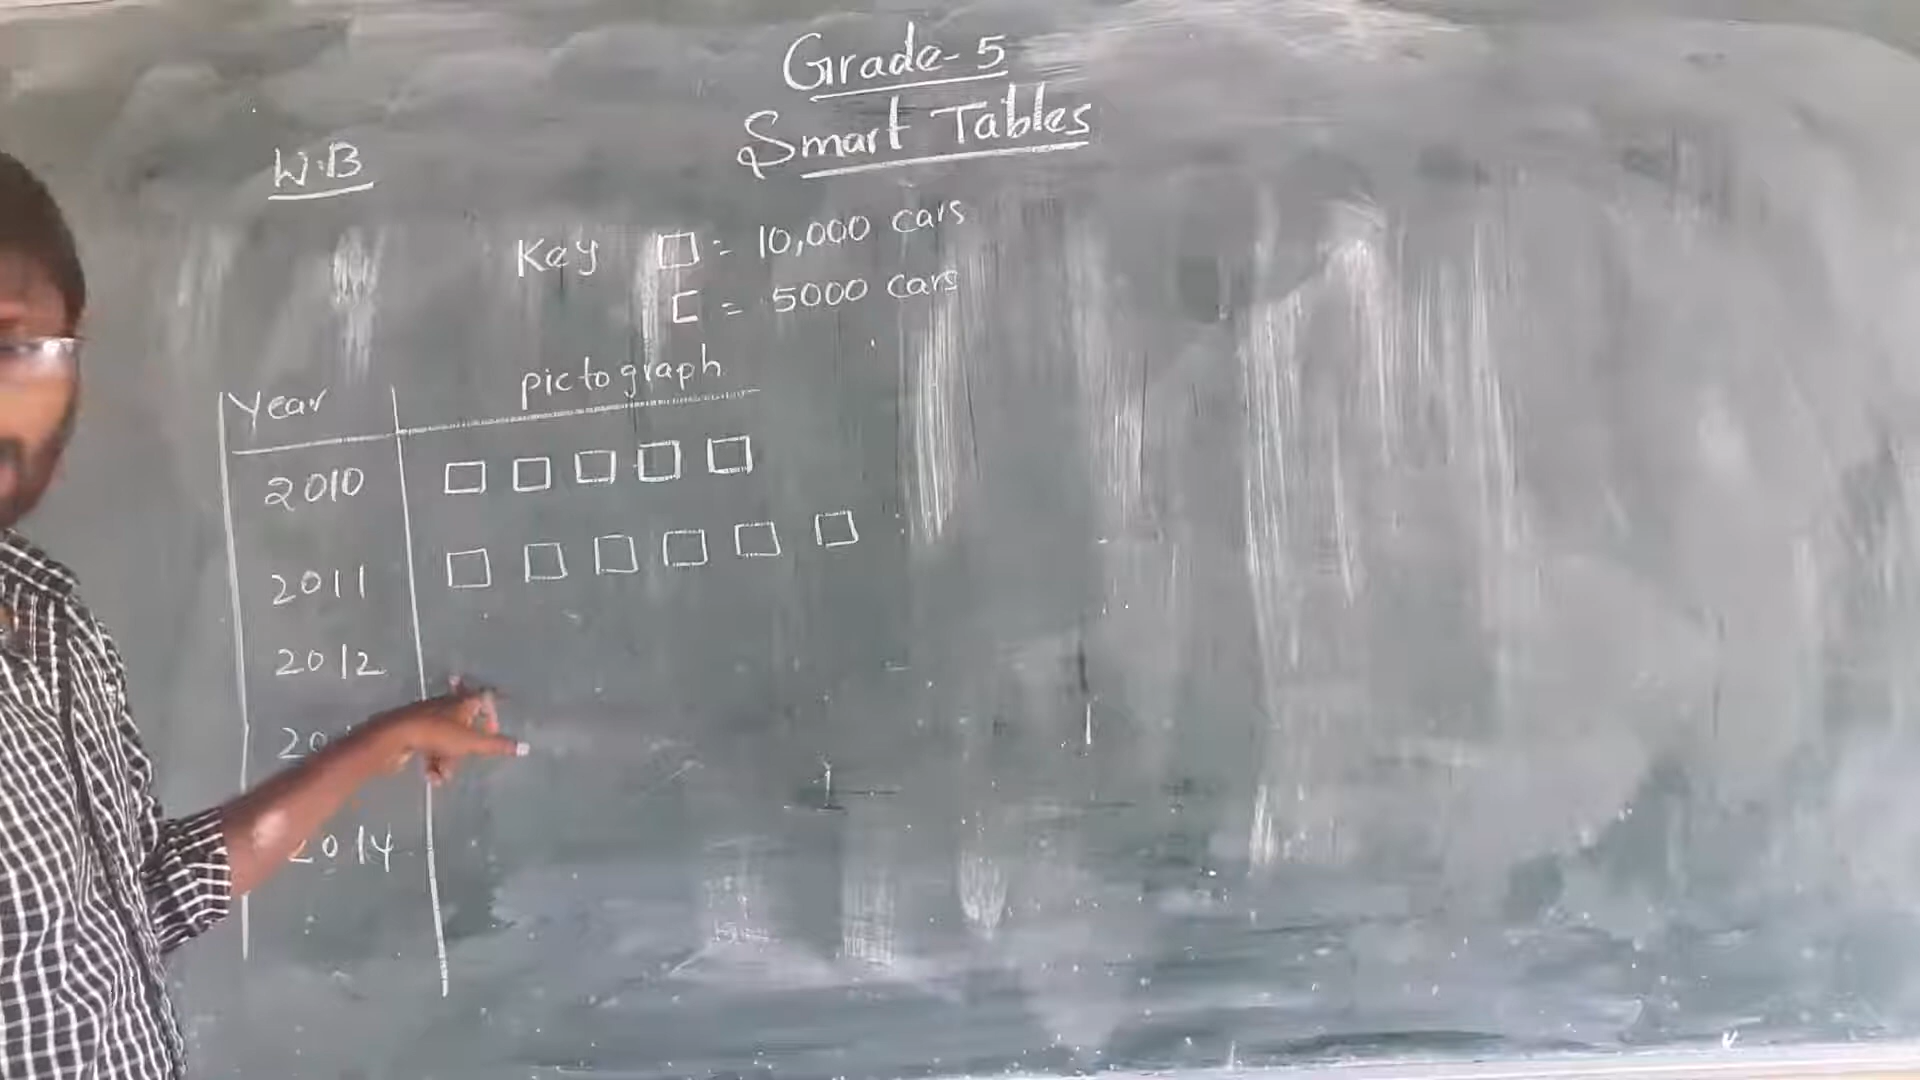 Grade-5
Smart Tables
W.B
Key □ = 10,000 cars
⊏ = 5000 cars
Year pictograph
2010 □ □ □ □ □
2011 □ □ □ □ □ □
2012
2014